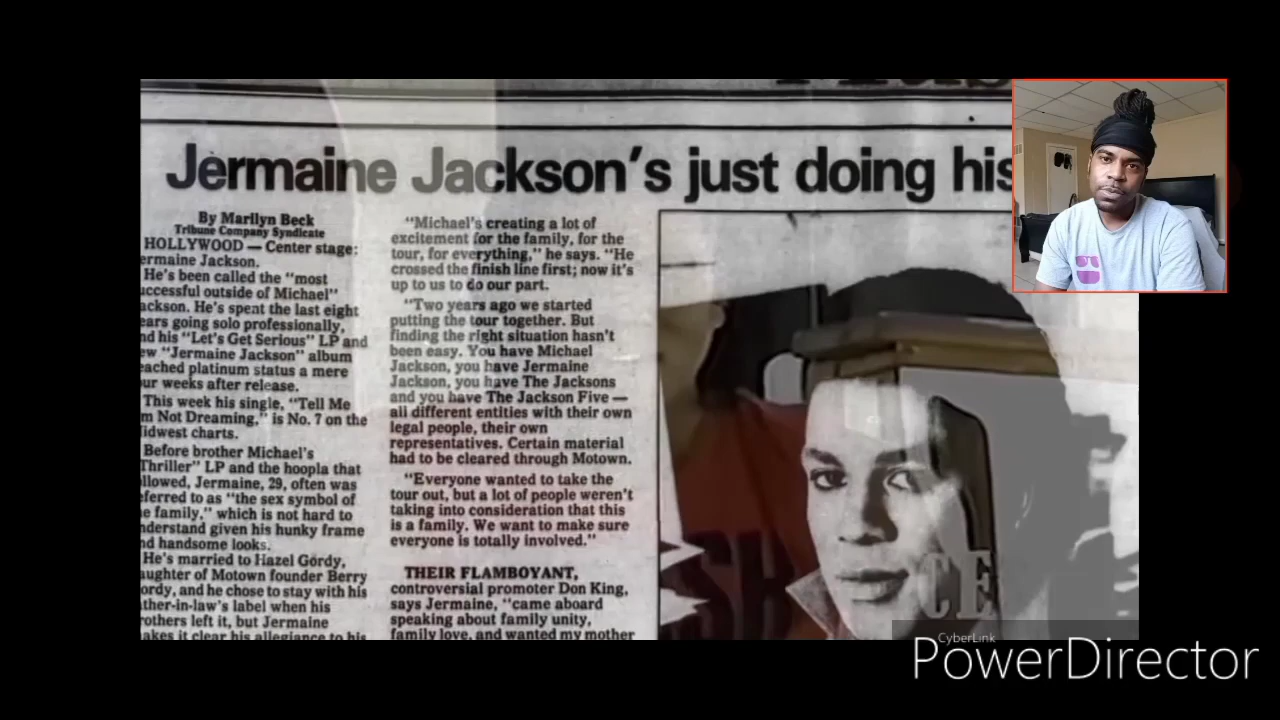 Jermaine Jackson's just doing his
By Marilyn Beck
Tribune Company Syndicate
HOLLYWOOD — Center stage:
ermaine Jackson.
He's been called the "most
uccessful outside of Michael"
ackson. He's spent the last eight
ears going solo professionally,
nd his "Let's Get Serious" LP and
ew "Jermaine Jackson" album
eached platinum status a mere
our weeks after release.
This week his single, "Tell Me
m Not Dreaming," is No. 7 on the
idwest charts.
Before brother Michael's
Thriller" LP and the hoopla that
llowed, Jermaine, 29, often was
eferred to as "the sex symbol of
e family," which is not hard to
nderstand given his hunky frame
nd handsome looks.
He's married to Hazel Gordy,
aughter of Motown founder Berry
ordy, and he chose to stay with his
ther-in-law's label when his
rothers left it, but Jermaine
akes it clear his allegiance to his
"Michael's creating a lot of
excitement for the family, for the
tour, for everything," he says. "He
crossed the finish line first; now it's
up to us to do our part.
"Two years ago we started
putting the tour together. But
finding the right situation hasn't
been easy. You have Michael
Jackson, you have Jermaine
Jackson, you have The Jacksons
and you have The Jackson Five —
all different entities with their own
legal people, their own
representatives. Certain material
had to be cleared through Motown.
"Everyone wanted to take the
tour out, but a lot of people weren't
taking into consideration that this
is a family. We want to make sure
everyone is totally involved."
THEIR FLAMBOYANT,
controversial promoter Don King,
says Jermaine, "came aboard
speaking about family unity,
family love, and wanted my mother
CE
CyberLink
PowerDirector